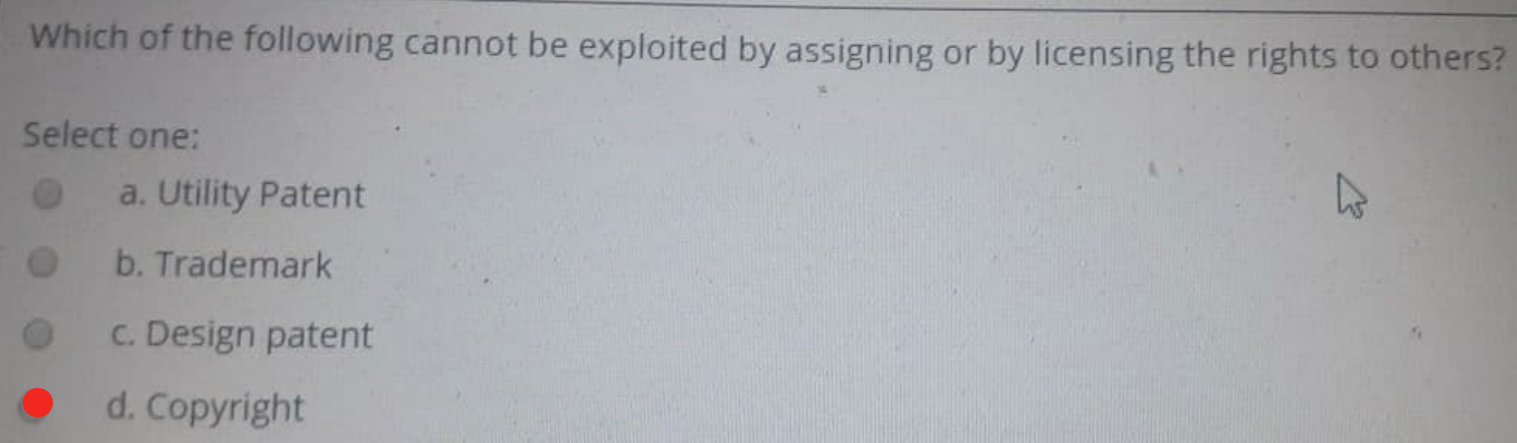 Which of the following cannot be exploited by assigning or by licensing the rights to others?
Select one:
a. Utility Patent
b. Trademark
c. Design patent
d. Copyright